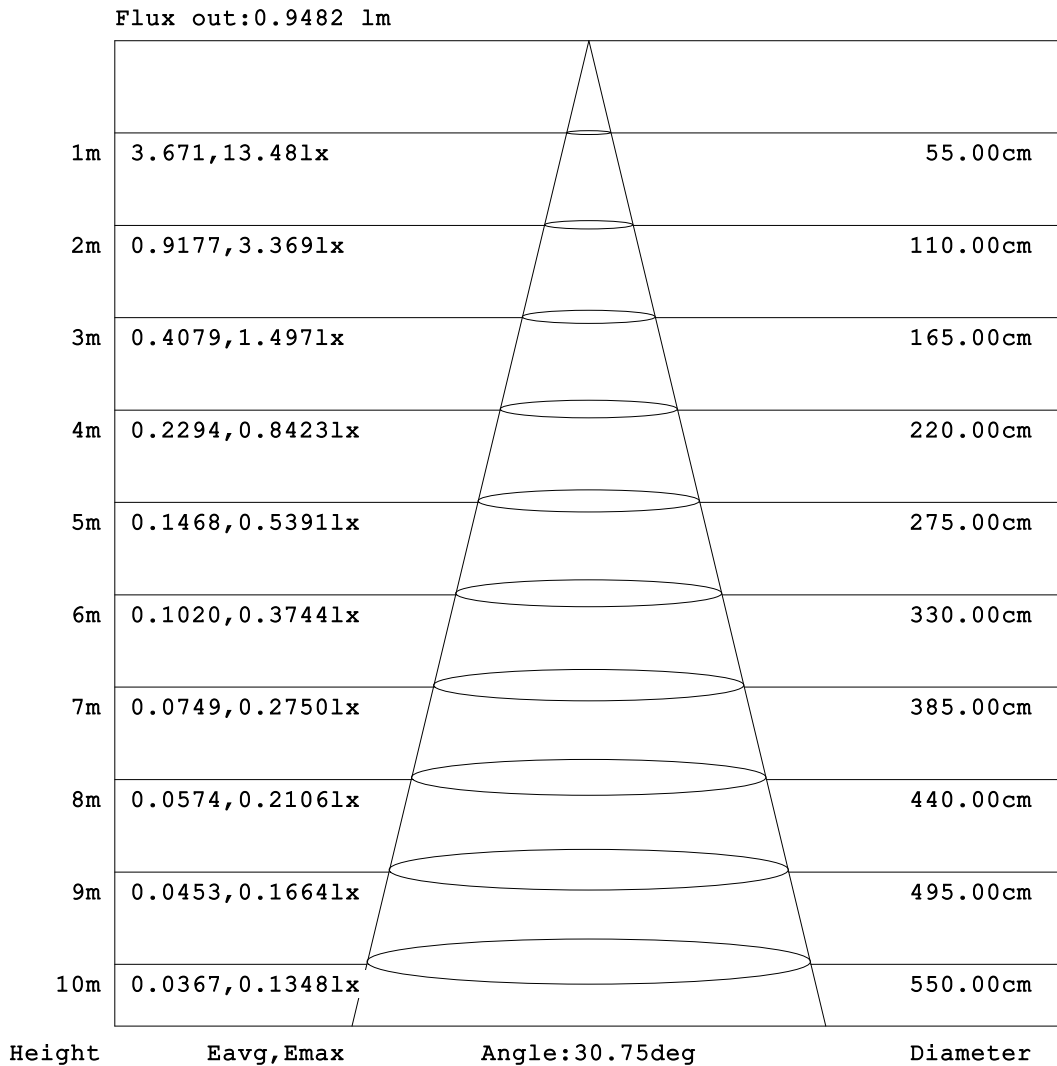 Flux out:0.9482 lm
1m 3.671,13.48lx 55.00cm
2m 0.9177,3.369lx 110.00cm
3m 0.4079,1.497lx 165.00cm
4m 0.2294,0.8423lx 220.00cm
5m 0.1468,0.5391lx 275.00cm
6m 0.1020,0.3744lx 330.00cm
7m 0.0749,0.2750lx 385.00cm
8m 0.0574,0.2106lx 440.00cm
9m 0.0453,0.1664lx 495.00cm
10m 0.0367,0.1348lx 550.00cm
Height Eavg,Emax Angle:30.75deg Diameter